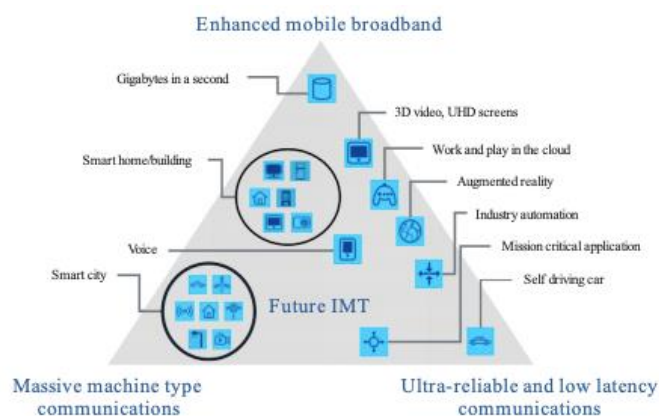 Enhanced mobile broadband
Gigabytes in a second
3D video, UHD screens
Work and play in the cloud
Smart home/building
Augmented reality
Industry automation
Voice
Mission critical application
Smart city
Self driving car
Future IMT
Massive machine type
communications
Ultra-reliable and low latency
communications